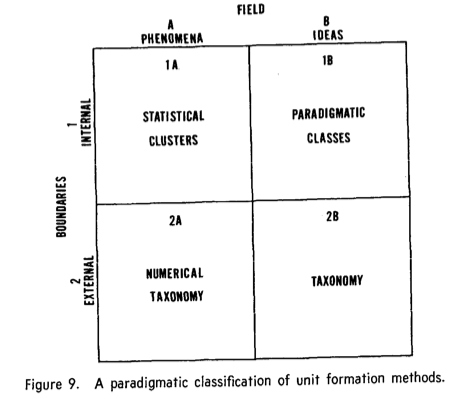 FIELD
A
PHENOMENA
B
IDEAS
BOUNDARIES
1
INTERNAL
1A
STATISTICAL
CLUSTERS
1B
PARADIGMATIC
CLASSES
2
EXTERNAL
2A
NUMERICAL
TAXONOMY
2B
TAXONOMY
Figure 9. A paradigmatic classification of unit formation methods.